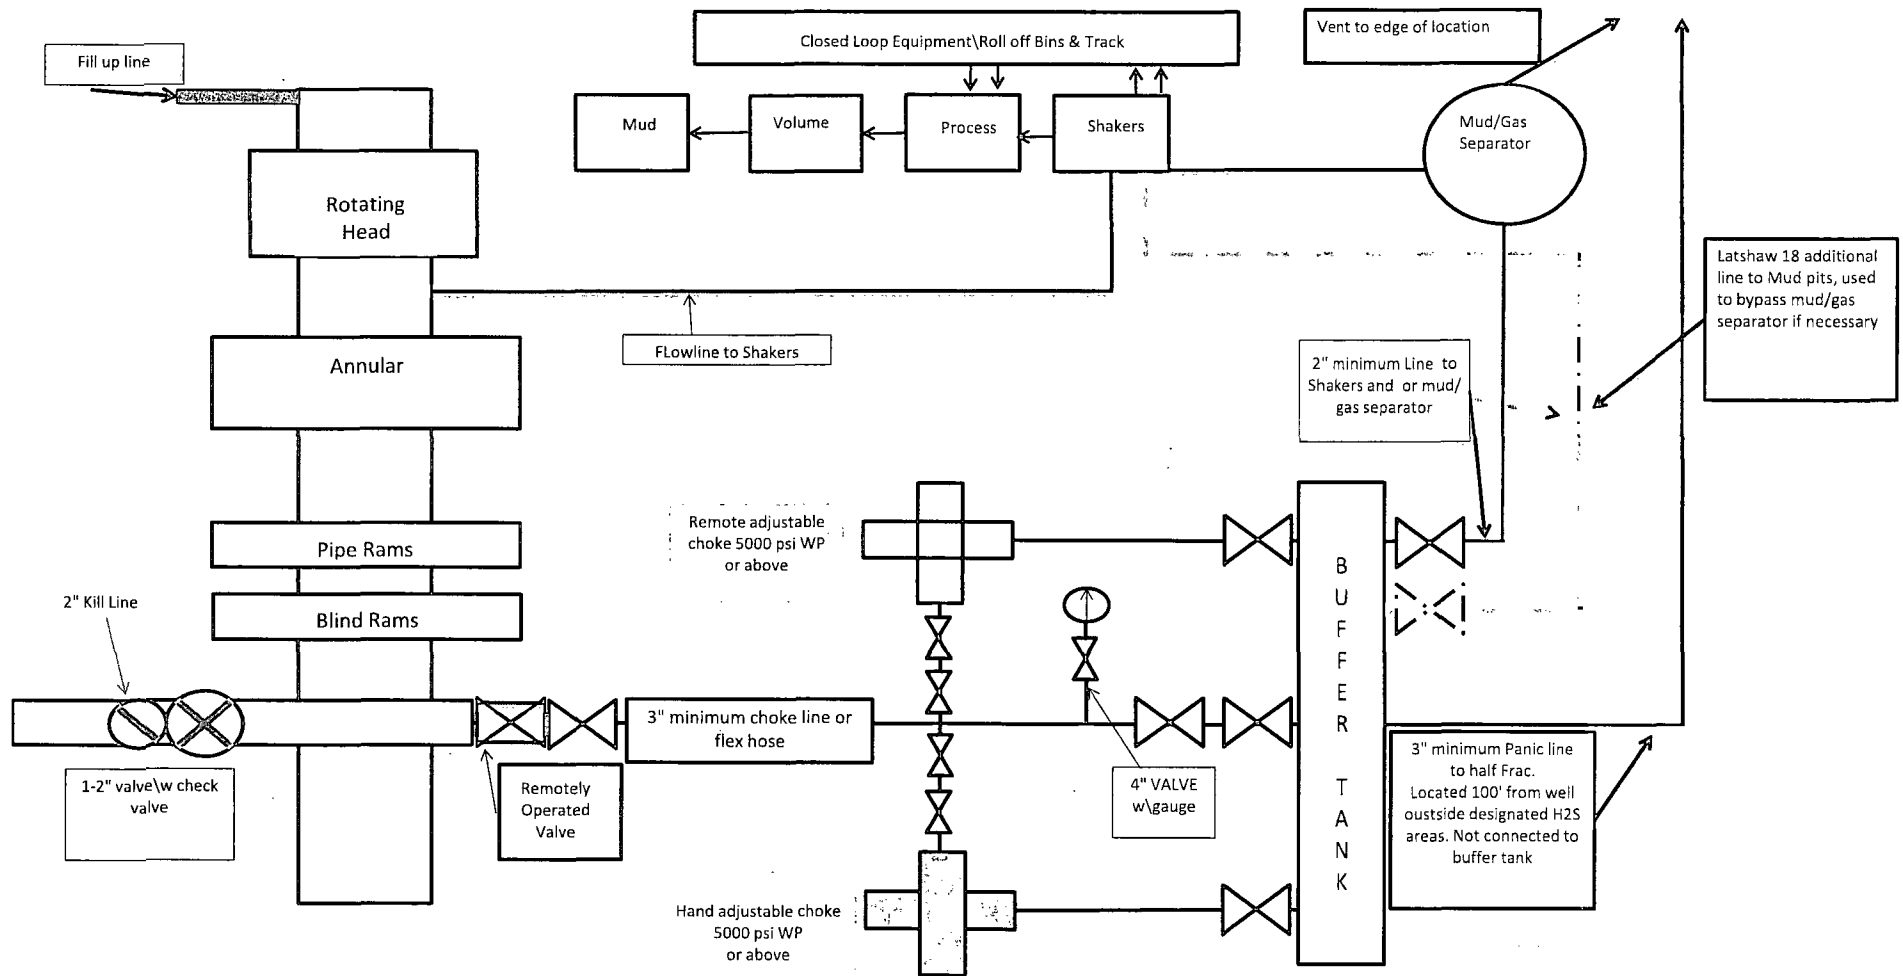 Closed Loop Equipment\Roll off Bins & Track
Vent to edge of location
Fill up line
Mud
Volume
Process
Shakers
Mud/Gas
Separator
Rotating
Head
Latshaw 18 additional
line to Mud pits, used
to bypass mud/gas
separator if necessary
FLowline to Shakers
Annular
2" minimum Line to
Shakers and or mud/
gas separator
Remote adjustable
choke 5000 psi WP
or above
Pipe Rams
Blind Rams
2" Kill Line
B
U
F
F
E
R
T
A
N
K
3" minimum choke line or
flex hose
1-2" valve\w check
valve
Remotely
Operated
Valve
4" VALVE
w\gauge
3" minimum Panic line
to half Frac.
Located 100' from well
oustside designated H2S
areas. Not connected to
buffer tank
Hand adjustable choke
5000 psi WP
or above